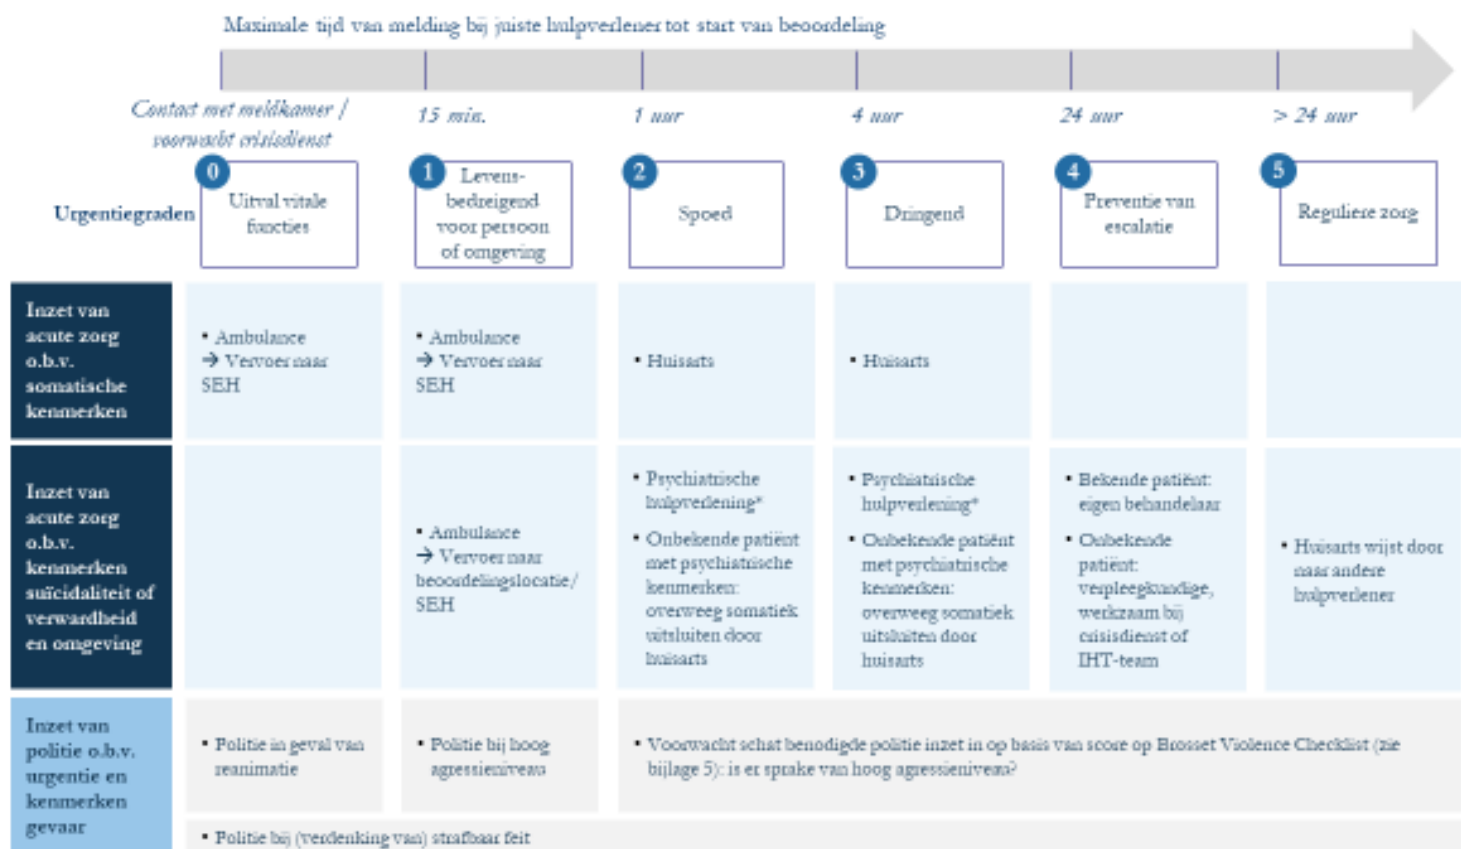 Maximale tijd van melding bij juiste hulpverlener tot start van beoordeling
Contact met meldkamer /
voorwacht crisisdienst
15 min.
1 uur
4 uur
24 uur
> 24 uur
Urgentiegraden
0
Uitval vitale
functies
1
Levens-
bedreigend
voor persoon
of omgeving
2
Spoed
3
Dringend
4
Preventie van
escalatie
5
Reguliere zorg
Inzet van
acute zorg
o.b.v.
somatische
kenmerken
▪ Ambulance
→ Vervoer naar
SEH
▪ Ambulance
→ Vervoer naar
SEH
▪ Huisarts
▪ Huisarts
Inzet van
acute zorg
o.b.v.
kenmerken
suïcidaliteit of
verwardheid
en omgeving
▪ Ambulance
→ Vervoer naar
beoordelingslocatie/
SEH
▪ Psychiatrische
hulpverlening*
▪ Onbekende patiënt
met psychiatrische
kenmerken:
overweeg somatiek
uitsluiten door
huisarts
▪ Psychiatrische
hulpverlening*
▪ Onbekende patiënt
met psychiatrische
kenmerken:
overweeg somatiek
uitsluiten door
huisarts
▪ Bekende patiënt:
eigen behandelaar
▪ Onbekende
patiënt:
verpleegkundige,
werkzaam bij
crisisdienst of
IHT-team
▪ Huisarts wijst door
naar andere
hulpverlener
Inzet van
politie o.b.v.
urgentie en
kenmerken
gevaar
▪ Politie in geval van
reanimatie
▪ Politie bij hoog
agressieniveau
▪ Voorwacht schat benodigde politie inzet in op basis van score op Brosset Violence Checklist (zie
bijlage 5): is er sprake van hoog agressieniveau?
▪ Politie bij (verdenking van) strafbaar feit